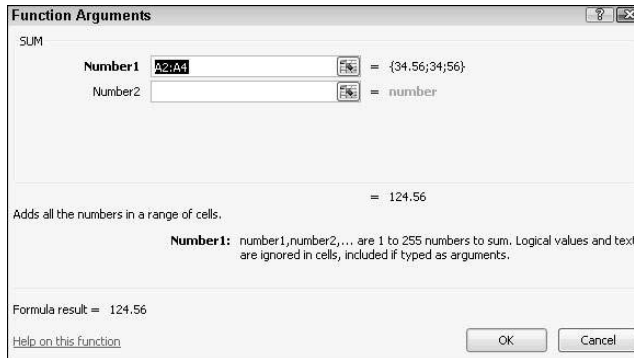 Function Arguments
SUM
Number1 A2:A4 = {34.56;34;56}
Number2 = number
= 124.56
Adds all the numbers in a range of cells.
Number1: number1,number2,... are 1 to 255 numbers to sum. Logical values and text
are ignored in cells, included if typed as arguments.
Formula result = 124.56
Help on this function OK Cancel